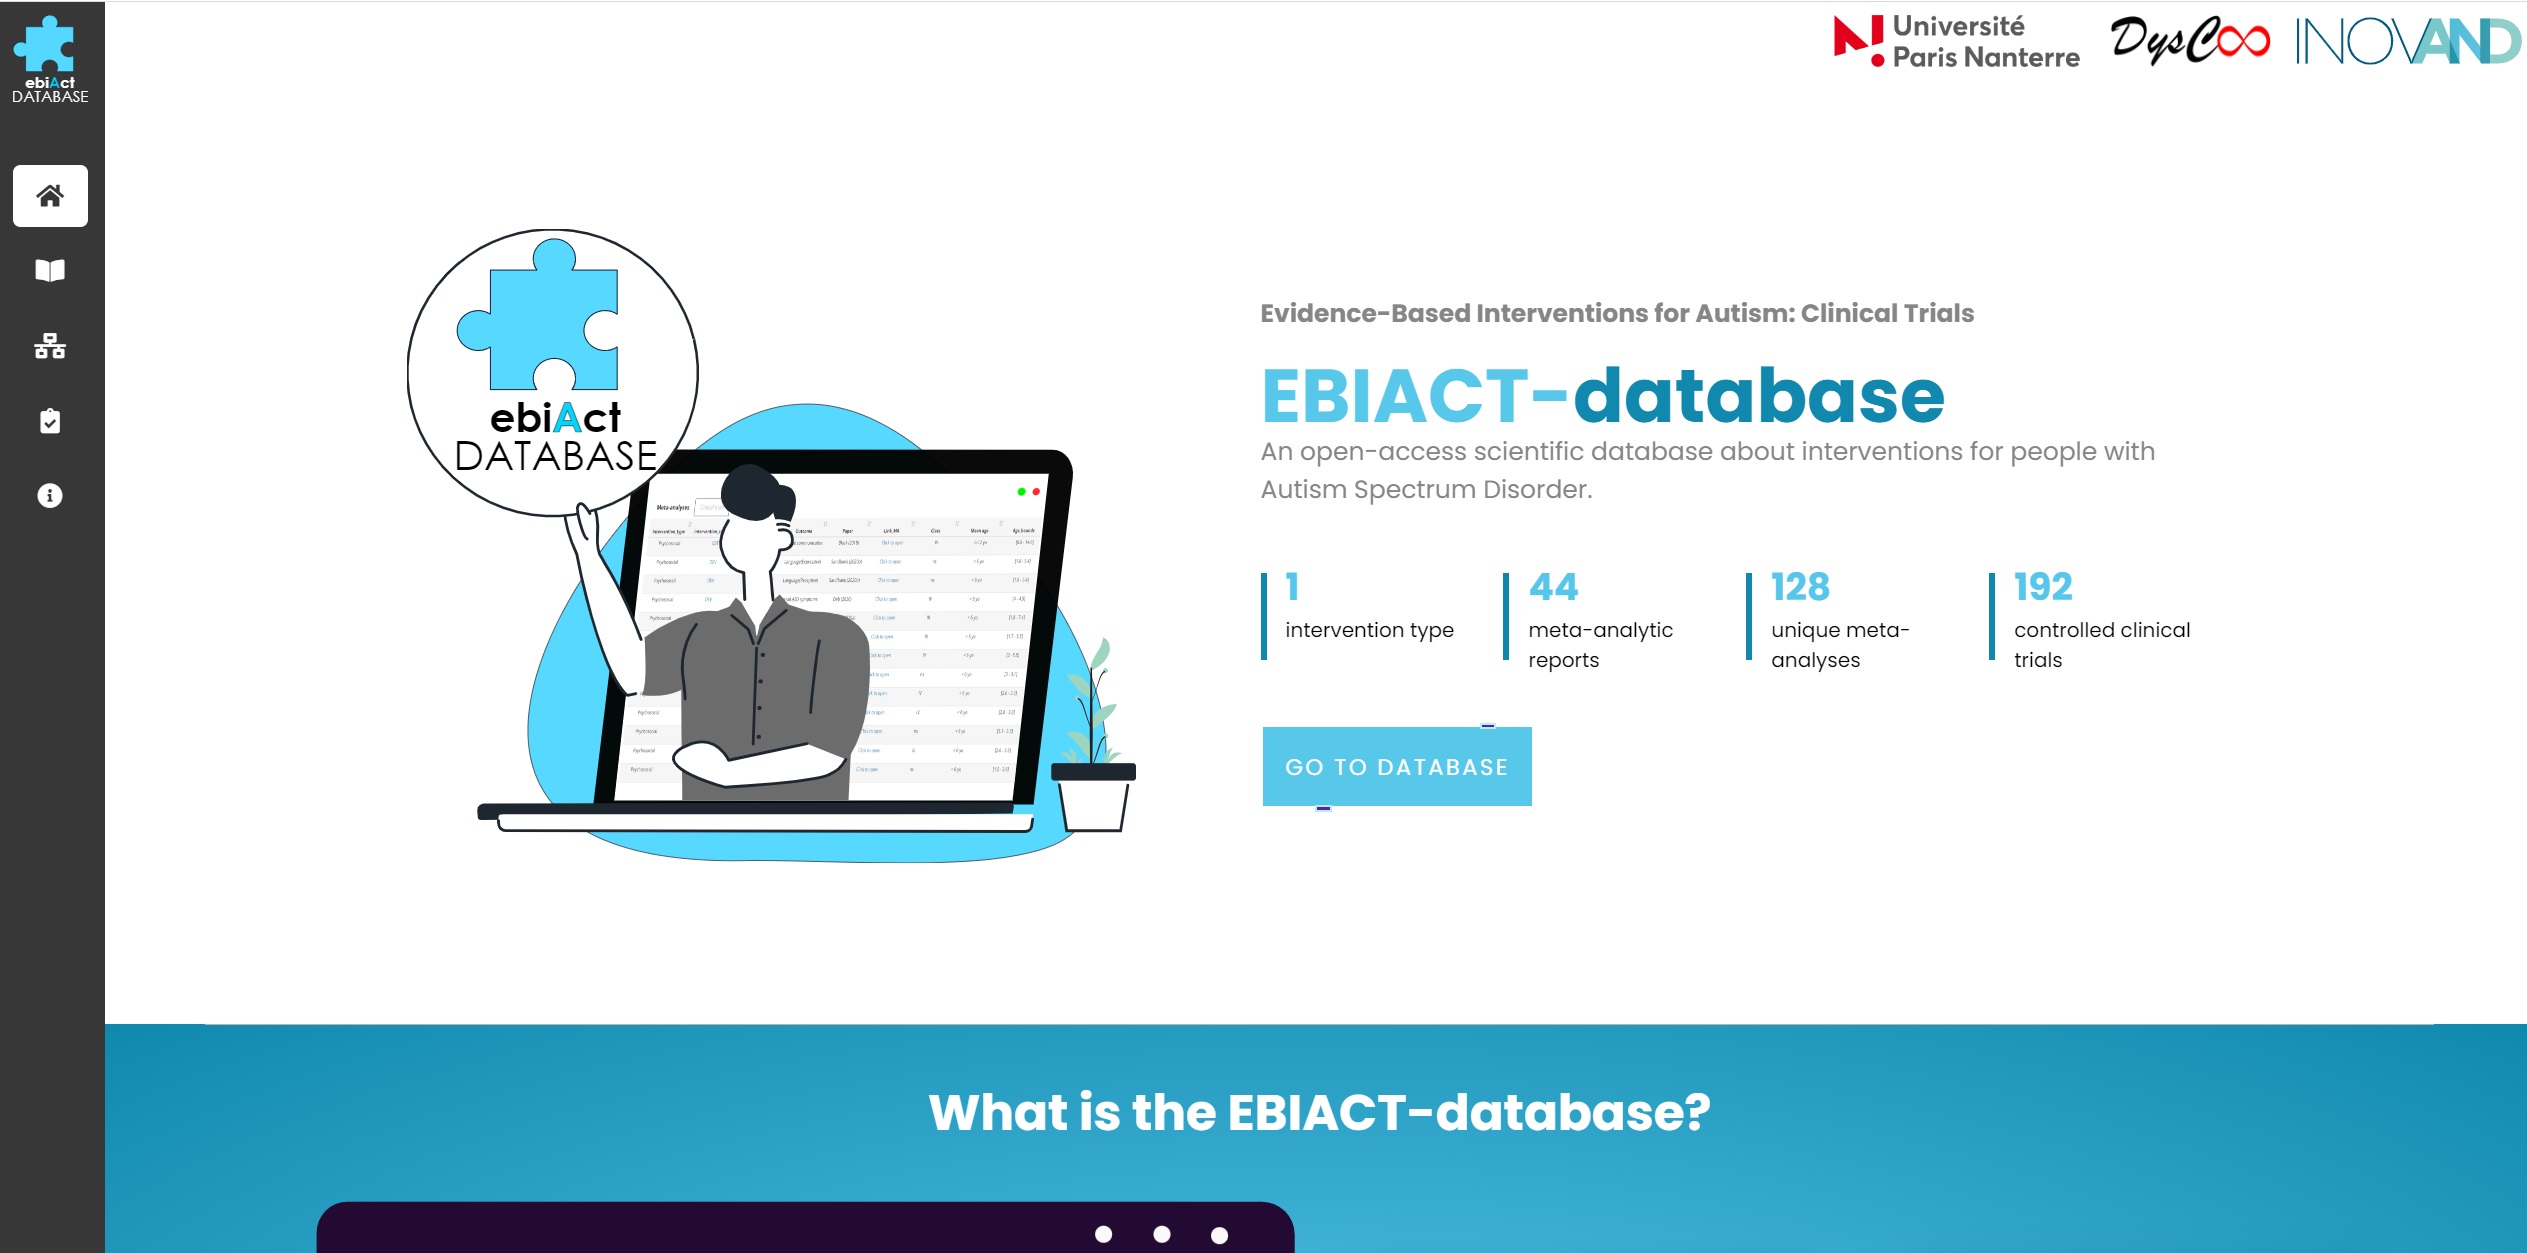 ebiAct
DATABASE
Université
Paris Nanterre
DysCo
INOVAND
ebiAct
DATABASE
Meta-analyses
Evidence-Based Interventions for Autism: Clinical Trials
EBIACT-database
An open-access scientific database about interventions for people with
Autism Spectrum Disorder.
1
intervention type
44
meta-analytic
reports
128
unique meta-
analyses
192
controlled clinical
trials
GO TO DATABASE
What is the EBIACT-database?